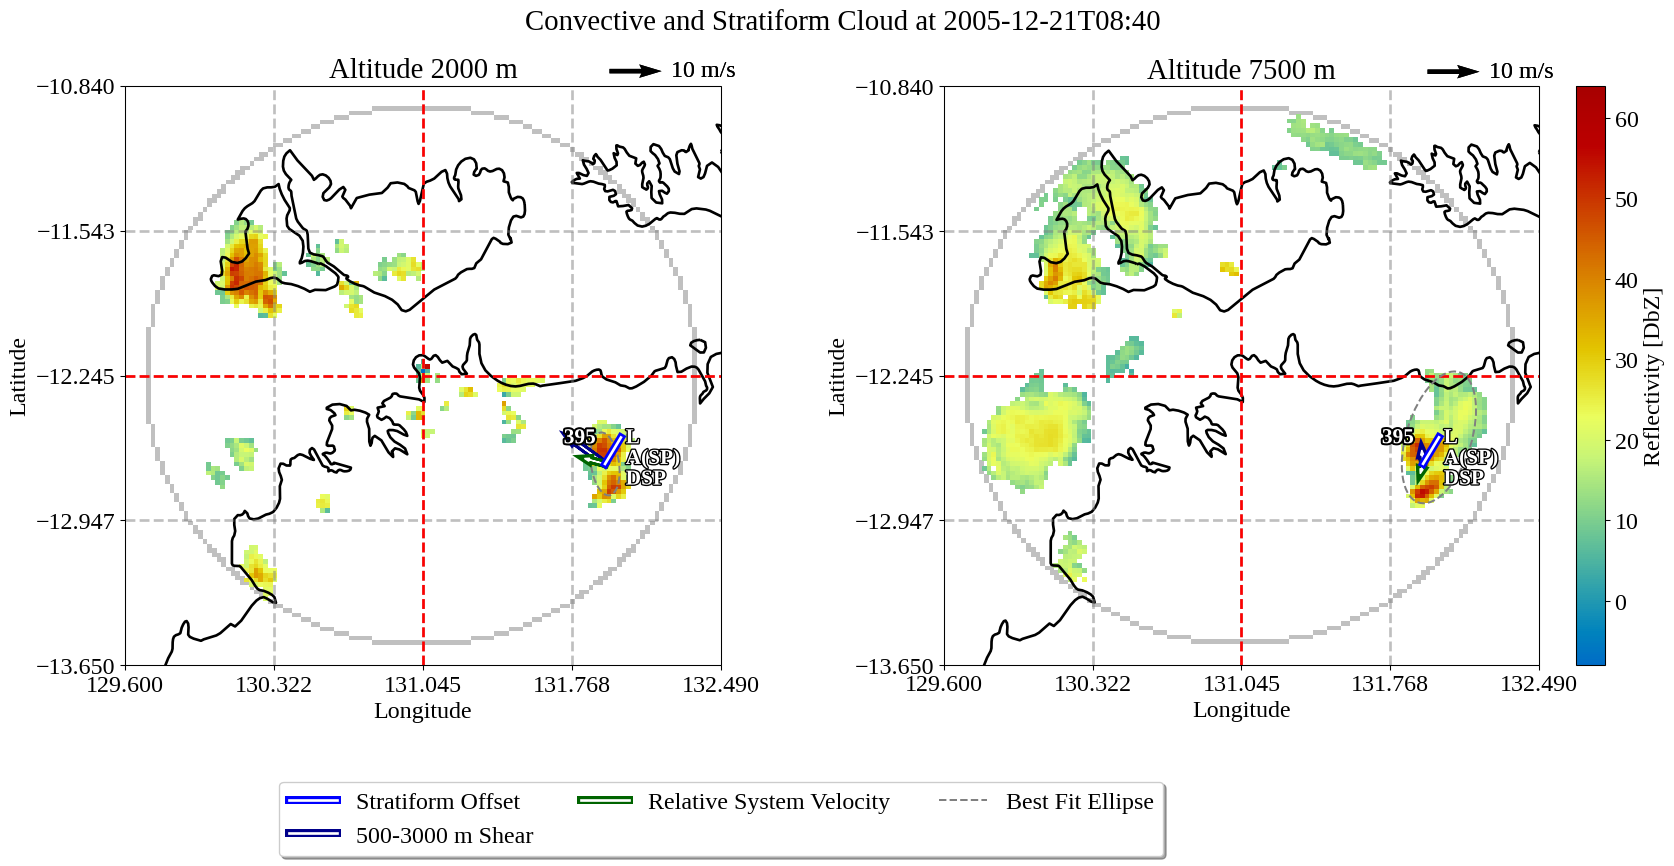 Convective and Stratiform Cloud at 2005-12-21T08:40
Altitude 2000 m
10 m/s
−10.840
−11.543
−12.245
−12.947
−13.650
Latitude
129.600
130.322
131.045
131.768
132.490
Longitude
395
L
A(SP)
DSP
Altitude 7500 m
10 m/s
−10.840
−11.543
−12.245
−12.947
−13.650
Latitude
129.600
130.322
131.045
131.768
132.490
Longitude
395
L
A(SP)
DSP
60
50
40
30
20
10
0
Reflectivity [DbZ]
Stratiform Offset
500-3000 m Shear
Relative System Velocity
Best Fit Ellipse